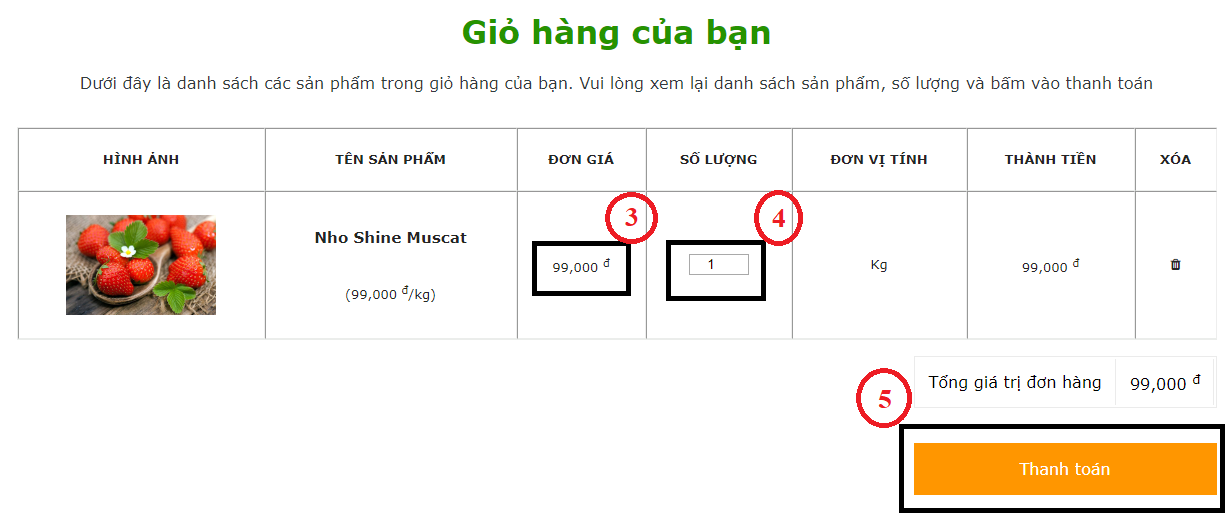 Giỏ hàng của bạn
Dưới đây là danh sách các sản phẩm trong giỏ hàng của bạn. Vui lòng xem lại danh sách sản phẩm, số lượng và bấm vào thanh toán
HÌNH ẢNH TÊN SẢN PHẨM ĐƠN GIÁ SỐ LƯỢNG ĐƠN VỊ TÍNH THÀNH TIỀN XÓA
3 4
Nho Shine Muscat
99,000 đ 1 Kg 99,000 đ
(99,000 đ/kg)
5 Tổng giá trị đơn hàng 99,000 đ
Thanh toán